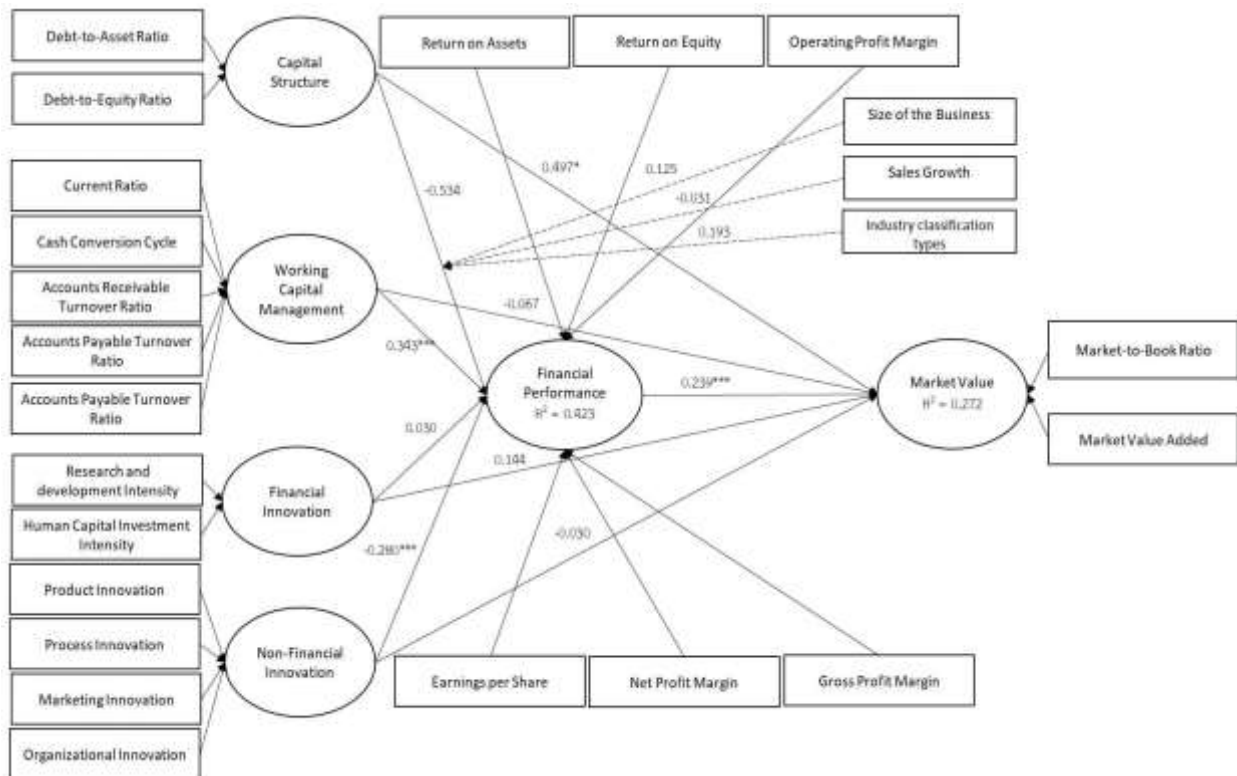 Debt-to-Asset Ratio
Debt-to-Equity Ratio
Capital
Structure
Return on Assets
Return on Equity
Operating Profit Margin
Size of the Business
Sales Growth
Industry classification
types
0.497*
0.125
-0.031
0.193
-0.534
Current Ratio
Cash Conversion Cycle
Accounts Receivable
Turnover Ratio
Accounts Payable Turnover
Ratio
Accounts Payable Turnover
Ratio
Working
Capital
Management
-0.067
0.343***
Financial
Performance
R² = 0.423
0.239***
Market Value
R² = 0.272
Market-to-Book Ratio
Market Value Added
0.030
0.144
Research and
development Intensity
Human Capital Investment
Intensity
Financial
Innovation
-0.280***
-0.030
Product Innovation
Process Innovation
Marketing Innovation
Organizational Innovation
Non-Financial
Innovation
Earnings per Share
Net Profit Margin
Gross Profit Margin